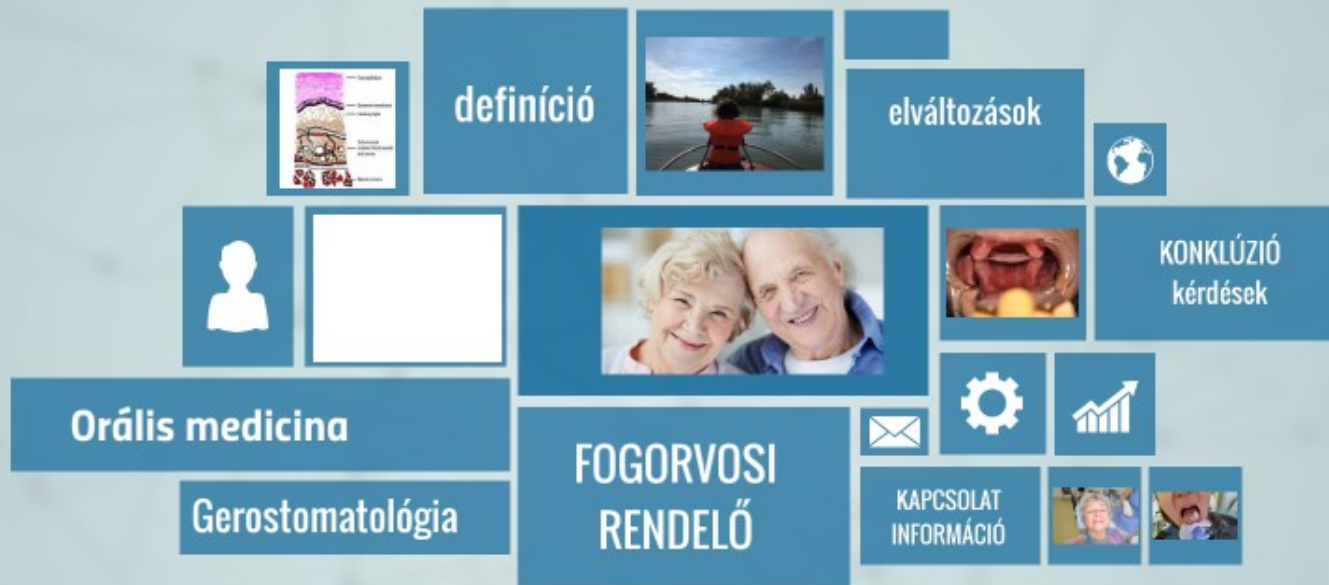 definíció
elváltozások
KONKLÚZIÓ
kérdések
Orális medicina
Gerostomatológia
FOGORVOSI
RENDELŐ
KAPCSOLAT
INFORMÁCIÓ